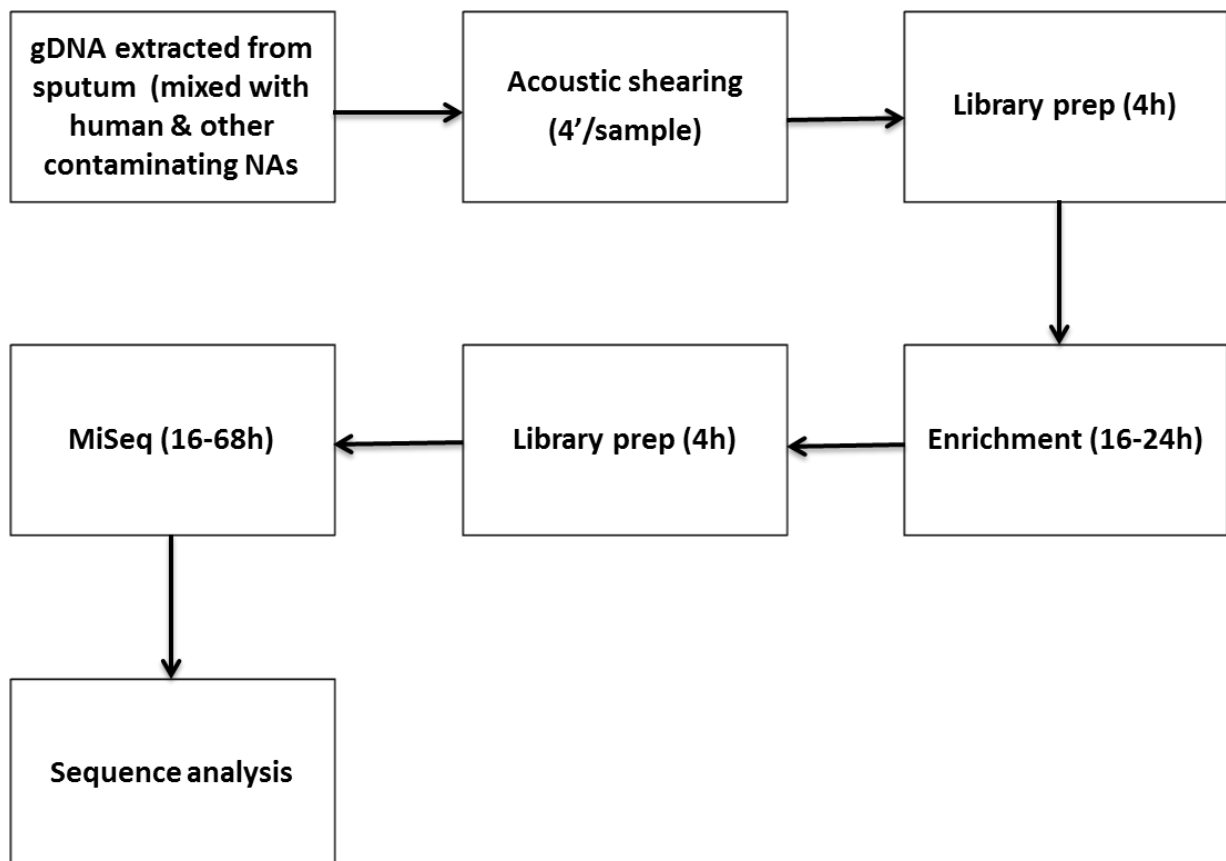 gDNA extracted from
sputum (mixed with
human & other
contaminating NAs
Acoustic shearing
(4’/sample)
Library prep (4h)
Enrichment (16-24h)
Library prep (4h)
MiSeq (16-68h)
Sequence analysis